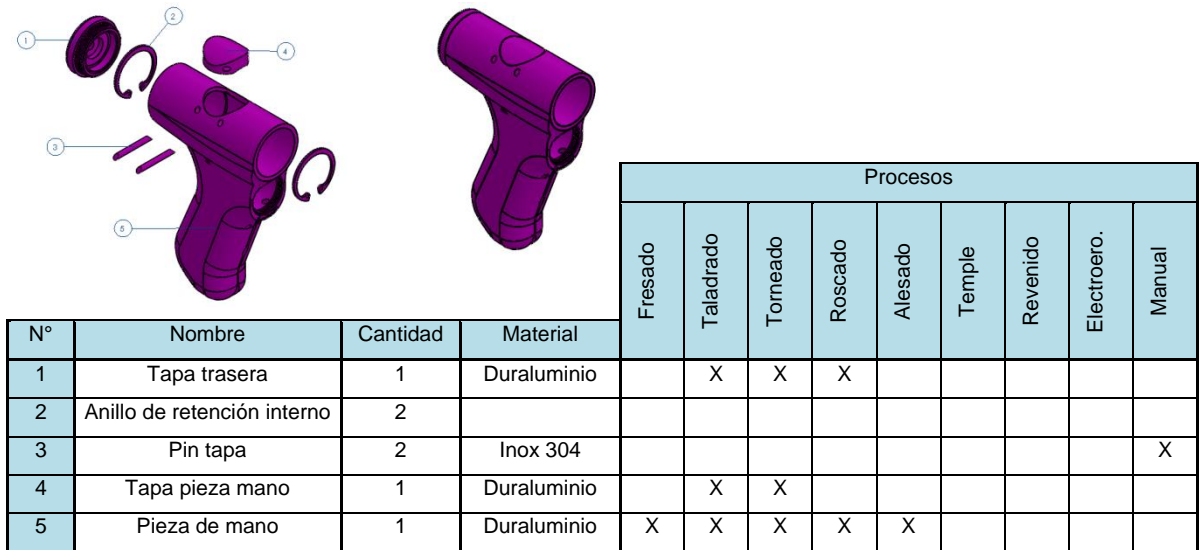 2
1
4
3
5
Procesos
Fresado Taladrado Torneado Roscado Alesado Temple Revenido Electroero. Manual
N° Nombre Cantidad Material
1 Tapa trasera 1 Duraluminio X X X
2 Anillo de retención interno 2
3 Pin tapa 2 Inox 304 X
4 Tapa pieza mano 1 Duraluminio X X
5 Pieza de mano 1 Duraluminio X X X X X